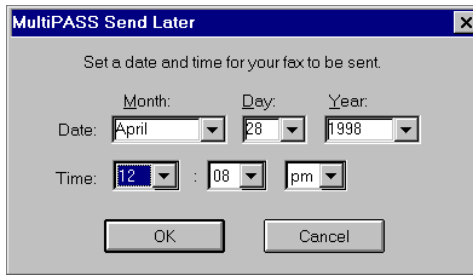 MultiPASS Send Later
Set a date and time for your fax to be sent.
Month: Day: Year:
Date: April 28 1998
Time: 12 : 08 pm
OK Cancel